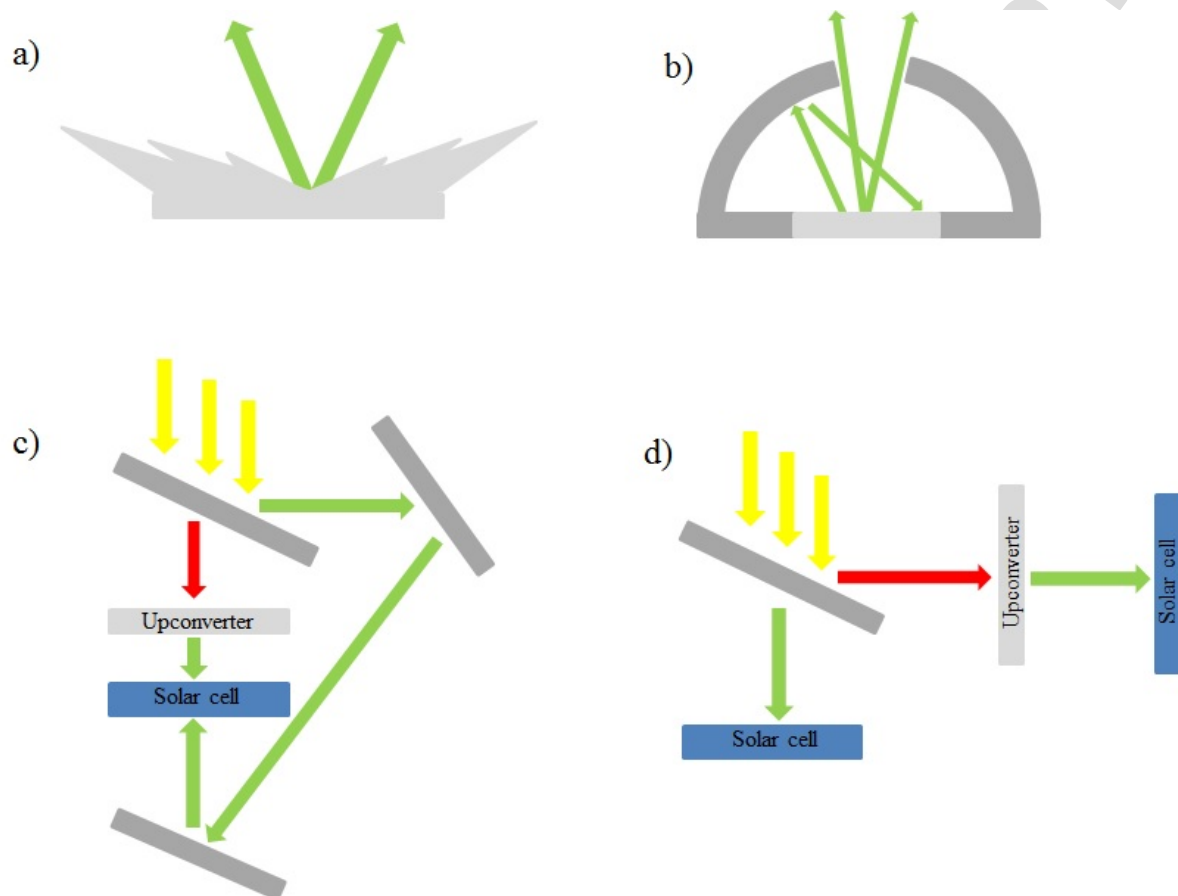 a)
b)
c)
Upconverter
Solar cell
d)
Upconverter
Solar cell
Solar cell